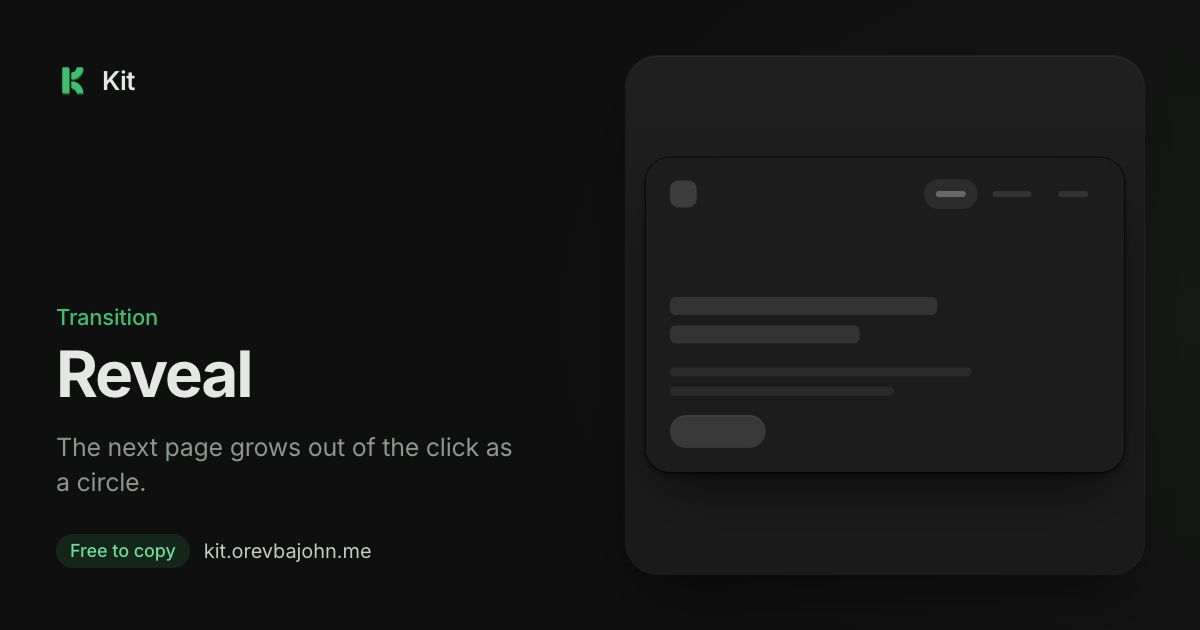 Kit
Transition
Reveal
The next page grows out of the click as
a circle.
Free to copy
kit.orevbajohn.me